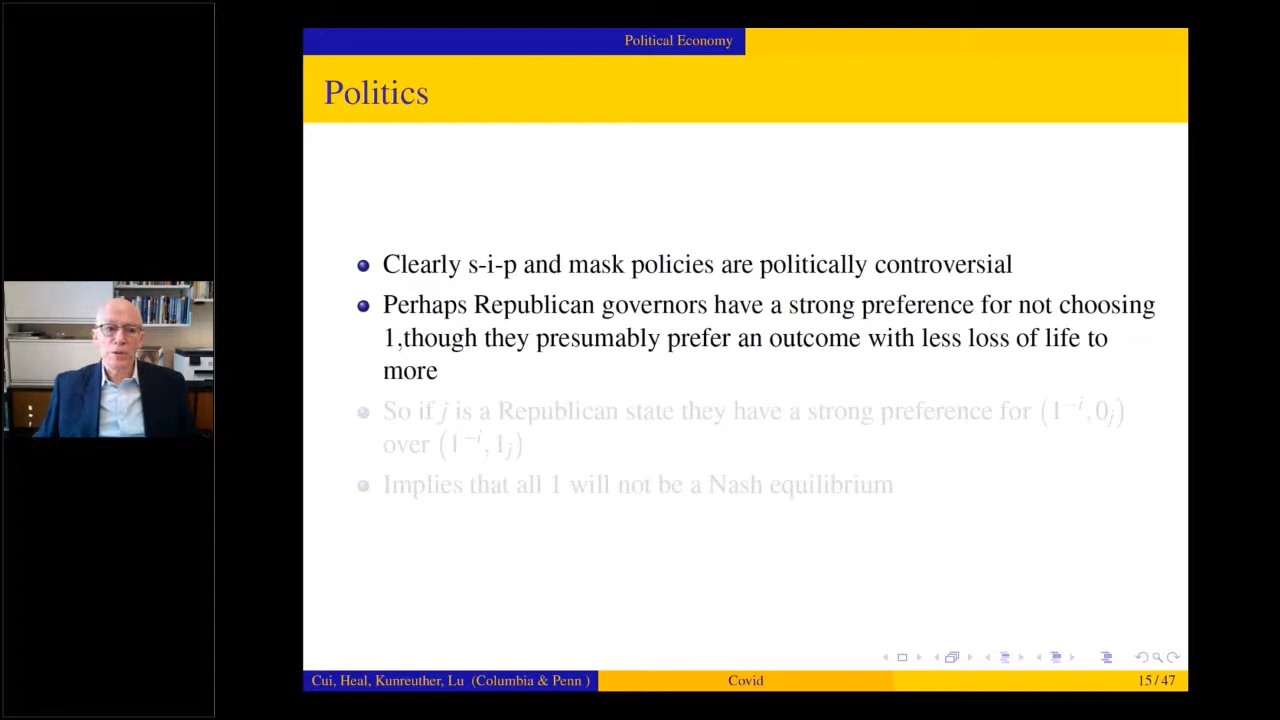 Political Economy
Politics
Clearly s-i-p and mask policies are politically controversial
Perhaps Republican governors have a strong preference for not choosing
1,though they presumably prefer an outcome with less loss of life to
more
So if j is a Republican state they have a strong preference for (1⁻ⁱ, 0ⱼ)
over (1⁻ⁱ, 1ⱼ)
Implies that all 1 will not be a Nash equilibrium
Cui, Heal, Kunreuther, Lu (Columbia & Penn )
Covid
15 / 47